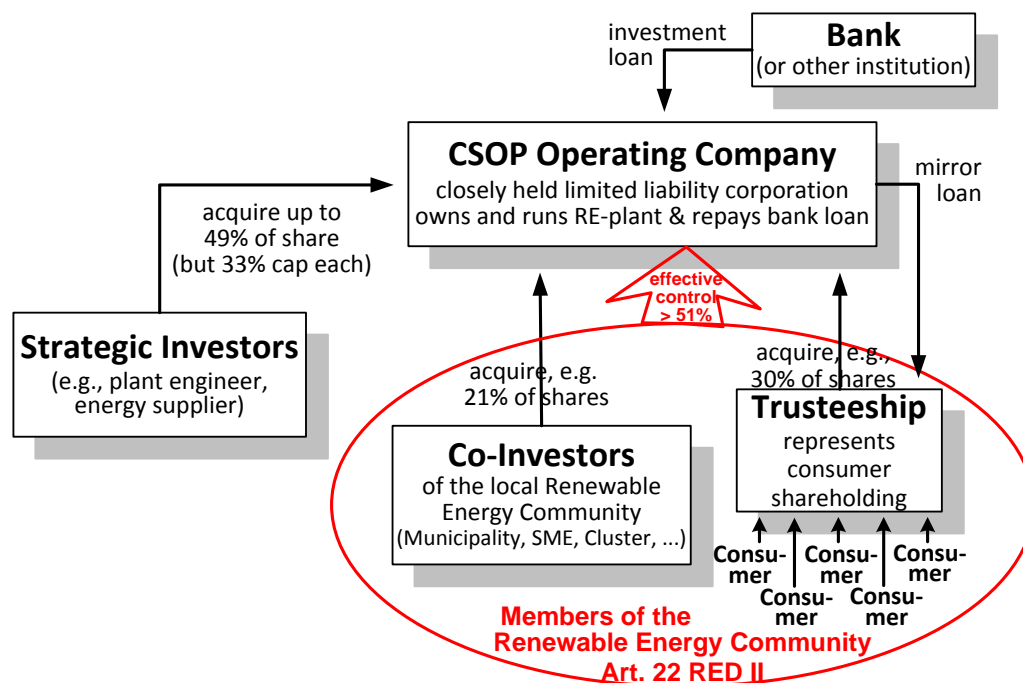 investment
loan
Bank
(or other institution)
CSOP Operating Company
closely held limited liability corporation
owns and runs RE-plant & repays bank loan
mirror
loan
acquire up to
49% of share
(but 33% cap each)
effective
control
> 51%
Strategic Investors
(e.g., plant engineer,
energy supplier)
acquire, e.g.
21% of shares
acquire, e.g.,
30% of shares
Co-Investors
of the local Renewable
Energy Community
(Municipality, SME, Cluster, ...)
Trusteeship
represents
consumer
shareholding
Consu-
mer
Consu-
mer
Consu-
mer
Consu-
mer
Consu-
mer
Members of the
Renewable Energy Community
Art. 22 RED II